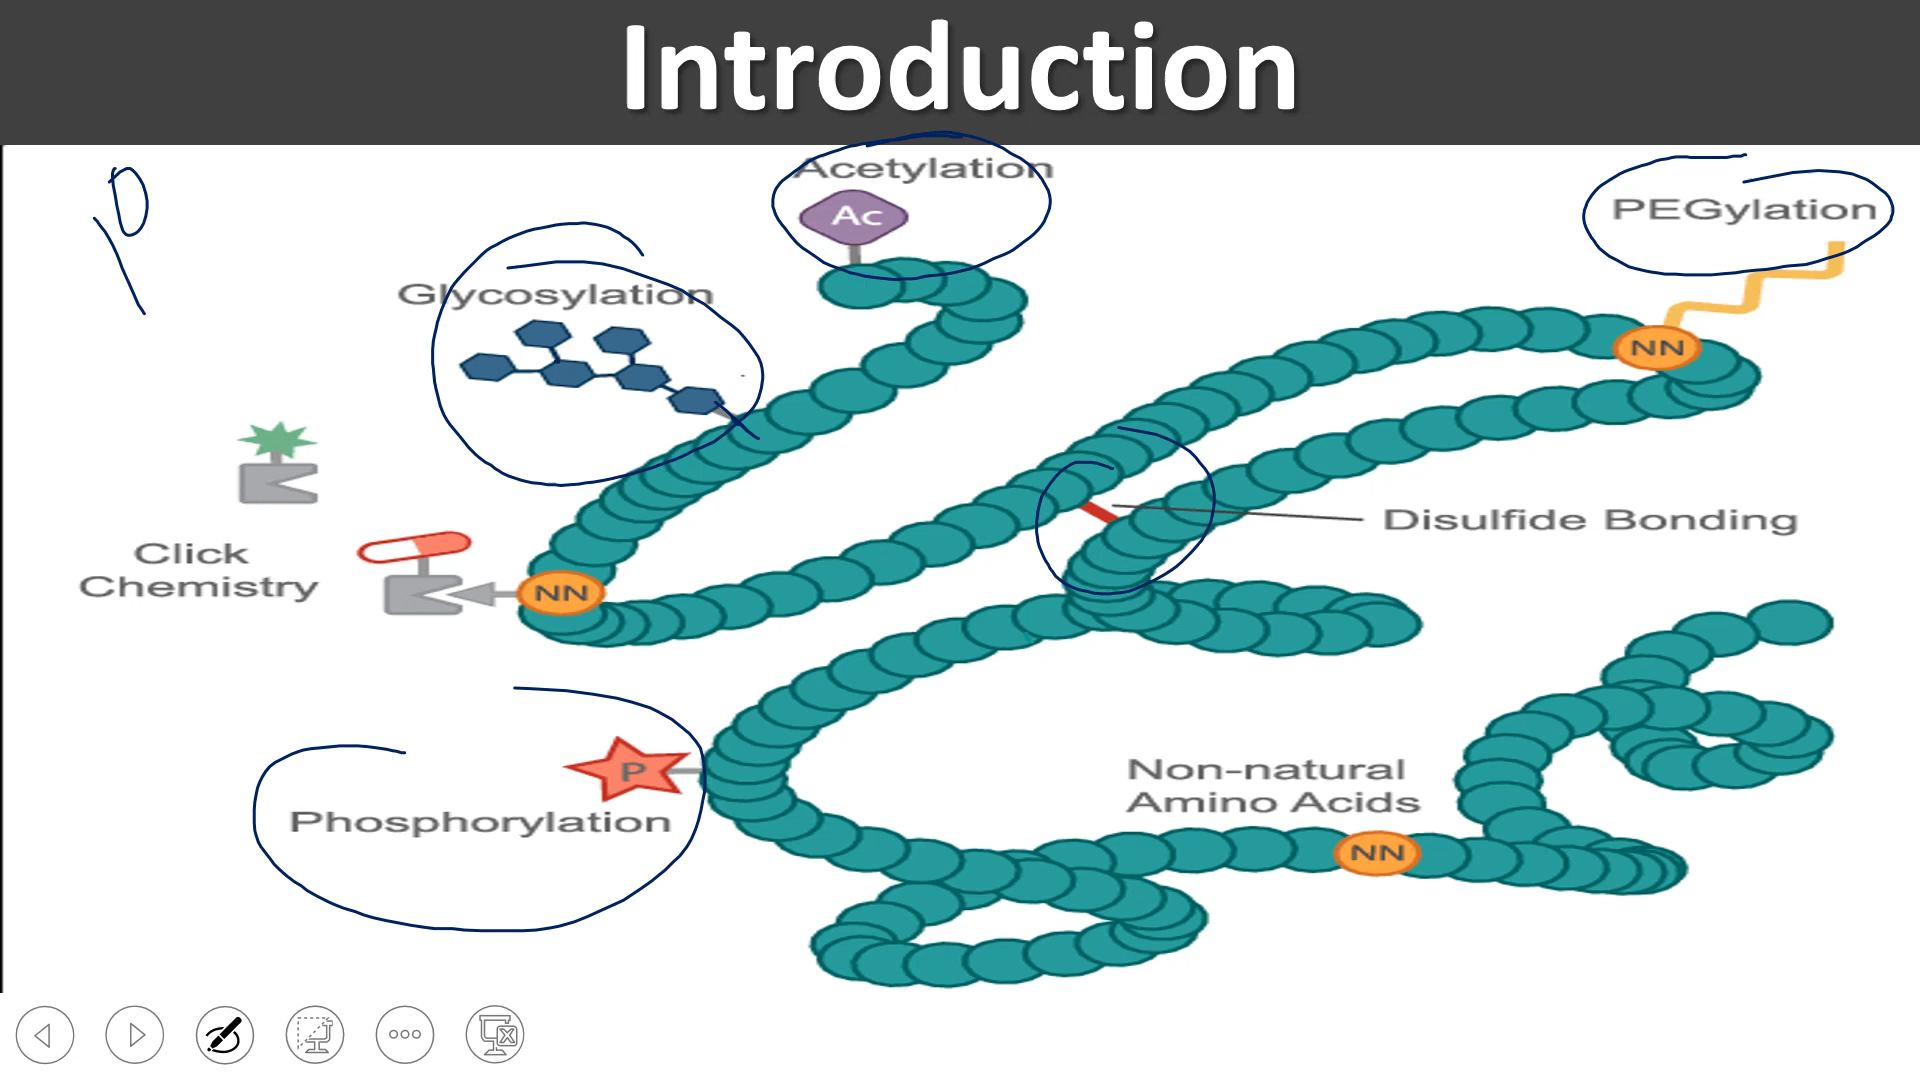 Introduction
Acetylation
Ac
PEGylation
Glycosylation
NN
Disulfide Bonding
Click
Chemistry
NN
P
Phosphorylation
Non-natural
Amino Acids
NN